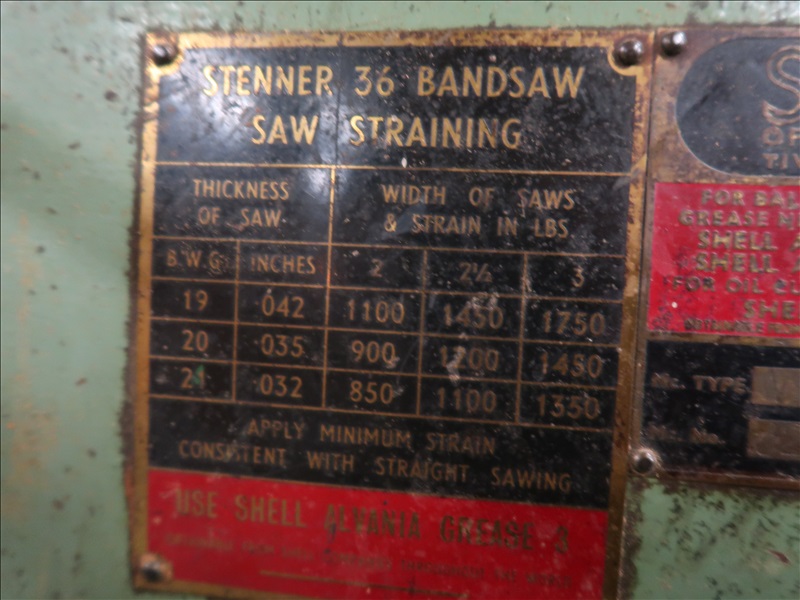 STENNER 36 BANDSAW
SAW STRAINING
THICKNESS OF SAW.
WIDTH OF SAWS & STRAIN IN LBS.
B.W.G. INCHES 2 2½ 3
19 .042 1100 1450 1750
20 .035 900 1200 1450
21 .032 850 1100 1350
APPLY MINIMUM STRAIN
CONSISTENT WITH STRAIGHT SAWING
USE SHELL ALVANIA GREASE 3
FOR BAL
GREASE
SHELL
SHELL
FOR OIL
SHE
TYPE
No.